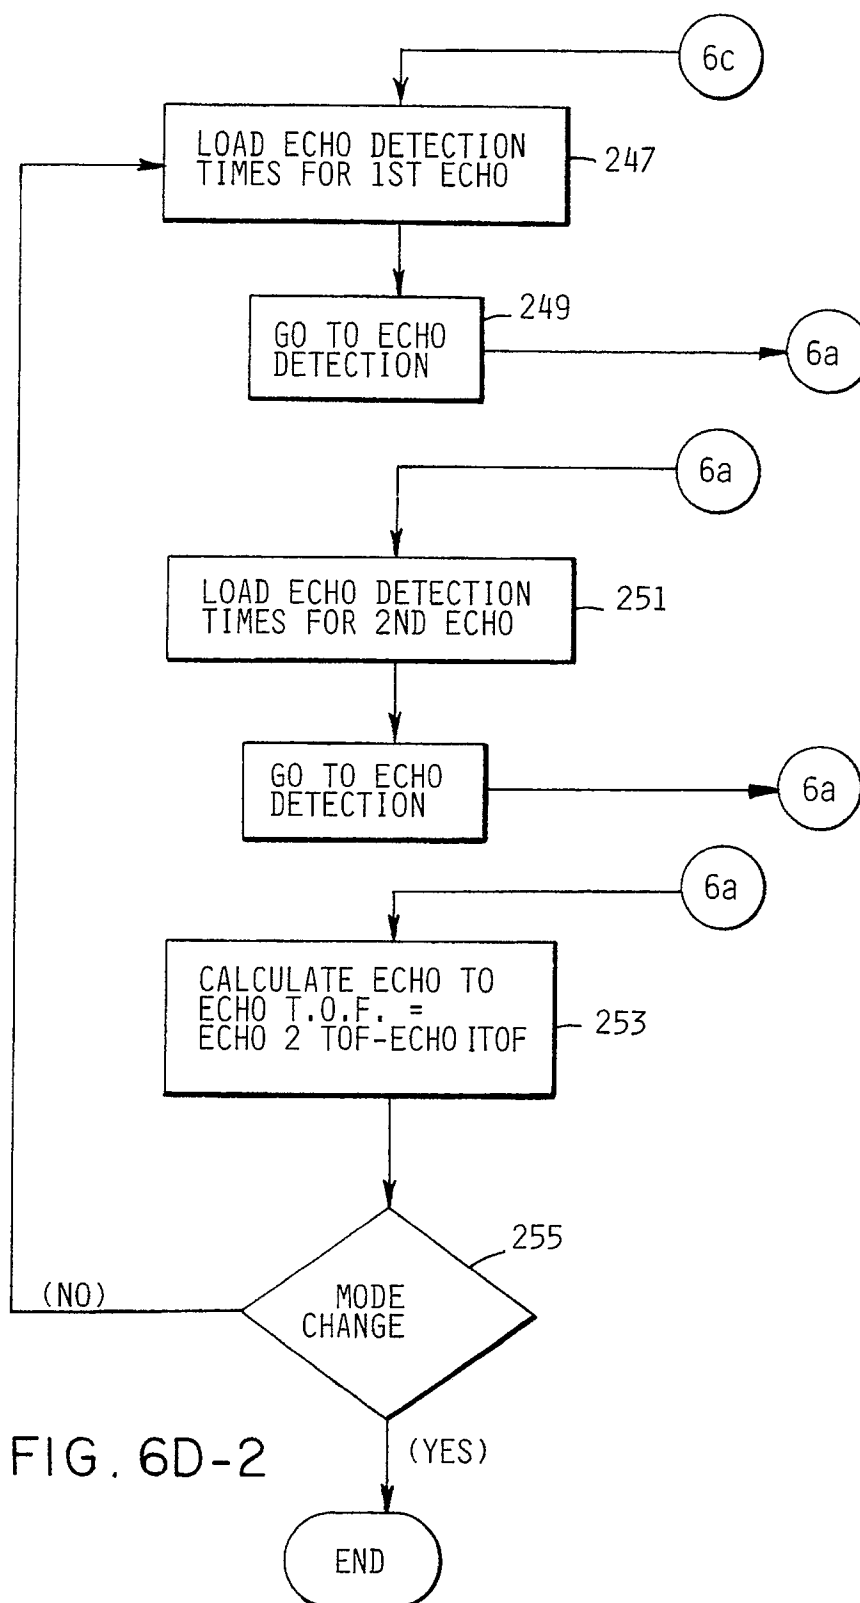 6c
LOAD ECHO DETECTION
TIMES FOR 1ST ECHO
247
249
GO TO ECHO
DETECTION
6a
6a
LOAD ECHO DETECTION
TIMES FOR 2ND ECHO
251
GO TO ECHO
DETECTION
6a
6a
CALCULATE ECHO TO
ECHO T.O.F. =
ECHO 2 TOF-ECHO ITOF
253
255
MODE
CHANGE
(NO)
(YES)
FIG. 6D-2
END